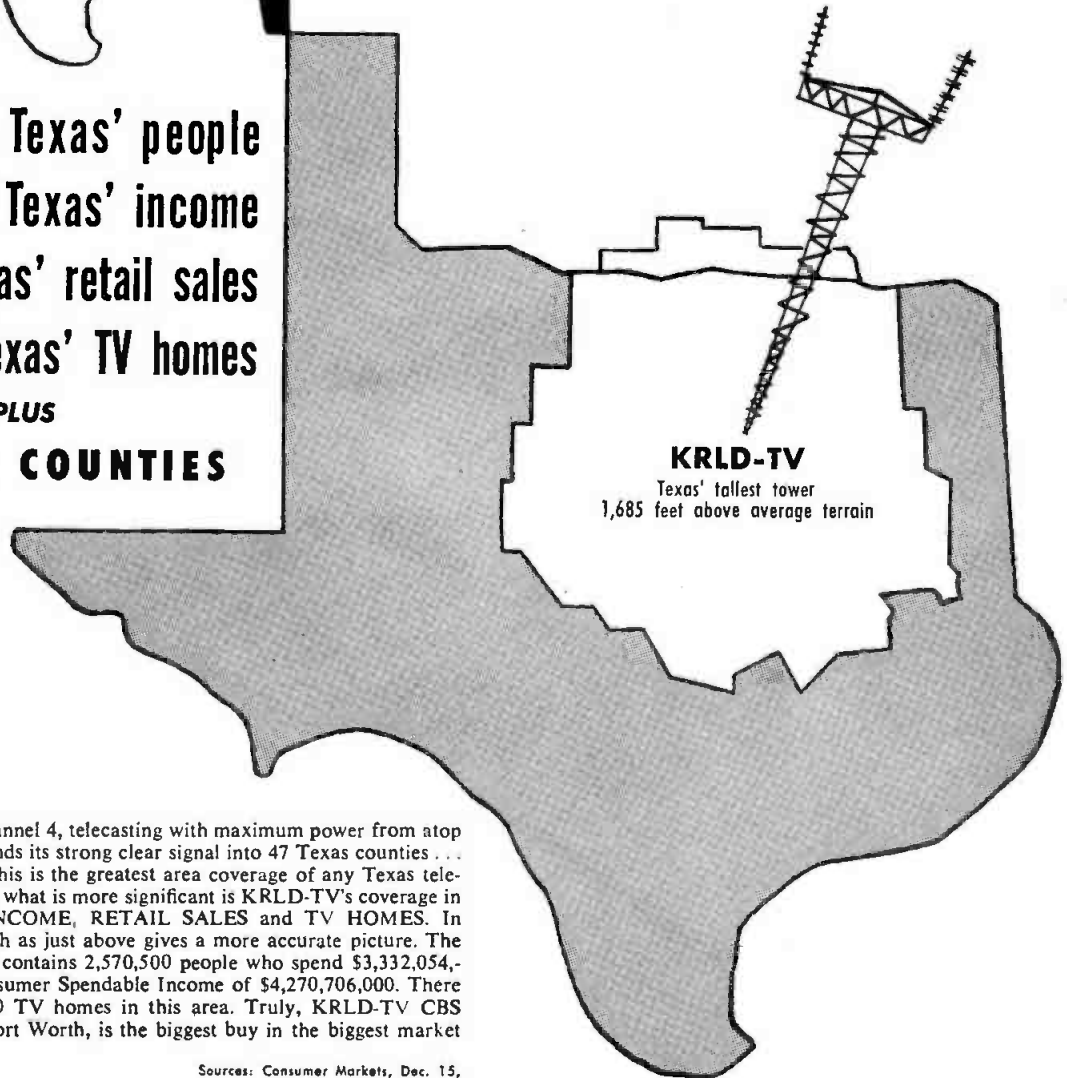 Texas' people
Texas' income
as' retail sales
exas' TV homes
PLUS
COUNTIES
KRLD-TV
Texas' tallest tower
1,685 feet above average terrain
nnel 4, telecasting with maximum power from atop
nds its strong clear signal into 47 Texas counties . . .
his is the greatest area coverage of any Texas tele-
what is more significant is KRLD-TV's coverage in
NCOME, RETAIL SALES and TV HOMES. In
h as just above gives a more accurate picture. The
contains 2,570,500 people who spend $3,332,054,-
sumer Spendable Income of $4,270,706,000. There
0 TV homes in this area. Truly, KRLD-TV CBS
ort Worth, is the biggest buy in the biggest market
Sources: Consumer Markets, Dec. 15,